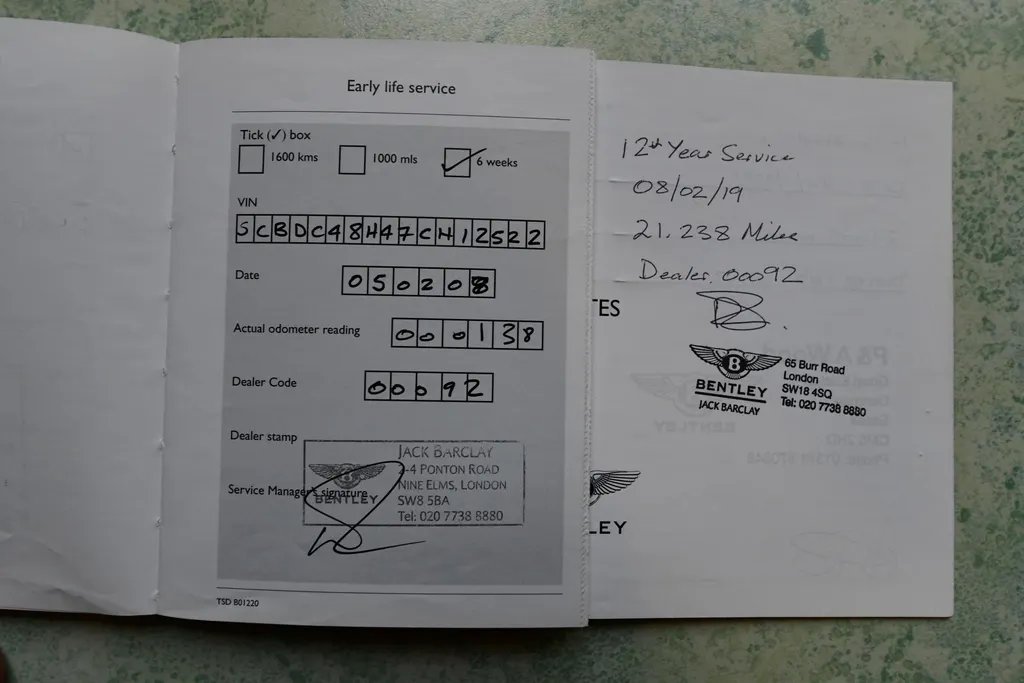 Early life service
Tick (✓) box
1600 kms
1000 mls
6 weeks
VIN
SCBDC48H47CH12522
Date
050208
Actual odometer reading
000138
Dealer Code
00092
Dealer stamp
JACK BARCLAY
-4 PONTON ROAD
NINE ELMS, LONDON
SW8 5BA
Tel: 020 7738 8880
BENTLEY
Service Manager's signature
TSD B01220
12th Year Service
08/02/19
21.238 Miles
Dealer. 00092
TES
B
BENTLEY
JACK BARCLAY
65 Burr Road
London
SW18 4SQ
Tel: 020 7738 8880
LEY